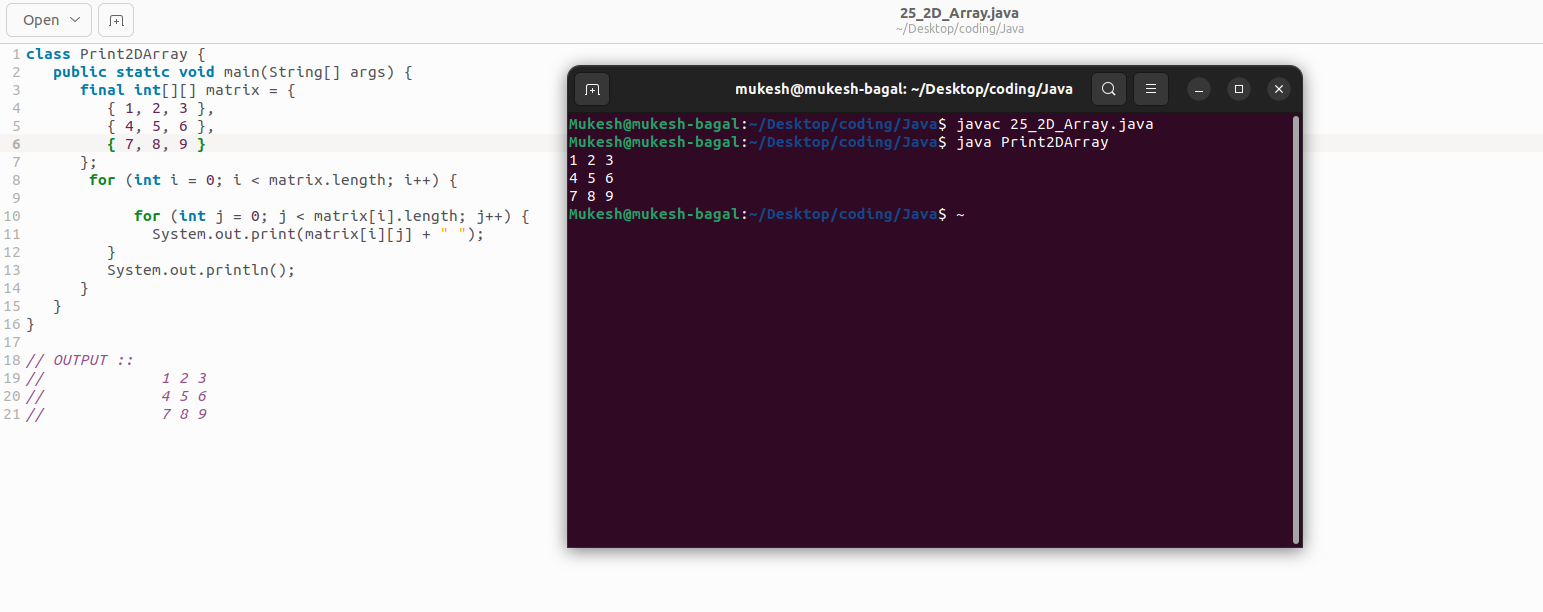 Open
25_2D_Array.java
~/Desktop/coding/Java
1 class Print2DArray {
2    public static void main(String[] args) {
3       final int[][] matrix = {
4          { 1, 2, 3 },
5          { 4, 5, 6 },
6          { 7, 8, 9 }
7       };
8        for (int i = 0; i < matrix.length; i++) {
9
10             for (int j = 0; j < matrix[i].length; j++) {
11               System.out.print(matrix[i][j] + " ");
12          }
13          System.out.println();
14       }
15    }
16 }
17
18 // OUTPUT ::
19 //             1 2 3
20 //             4 5 6
21 //             7 8 9
mukesh@mukesh-bagal: ~/Desktop/coding/Java
Mukesh@mukesh-bagal:~/Desktop/coding/Java$ javac 25_2D_Array.java
Mukesh@mukesh-bagal:~/Desktop/coding/Java$ java Print2DArray
1 2 3
4 5 6
7 8 9
Mukesh@mukesh-bagal:~/Desktop/coding/Java$ ~